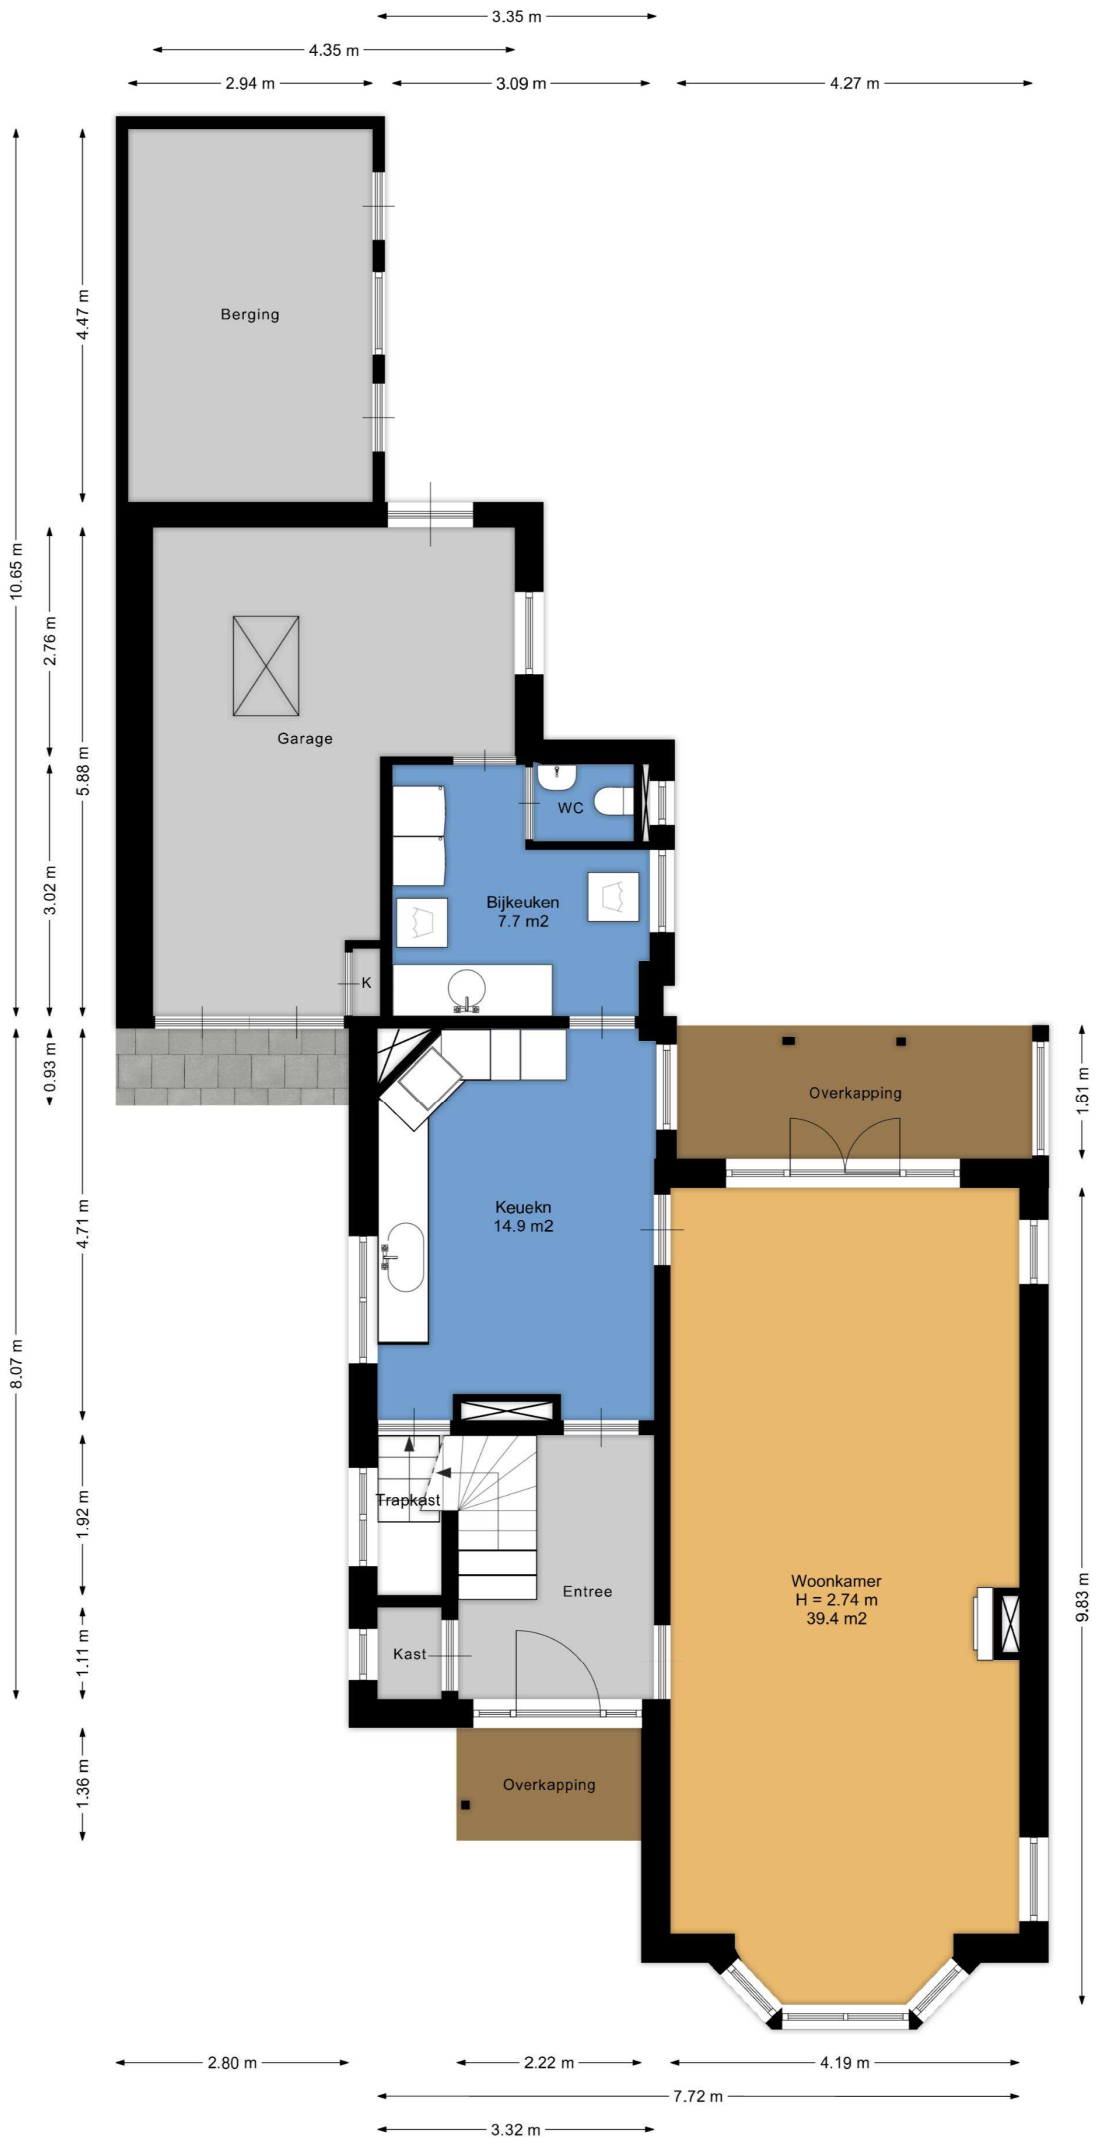 3.35 m
4.35 m
2.94 m
3.09 m
4.27 m
10.65 m
4.47 m
Berging
2.76 m
5.88 m
3.02 m
Garage
WC
Bijkeuken
7.7 m2
K
0.93 m
Overkapping
1.61 m
8.07 m
4.71 m
Keuekn
14.9 m2
1.92 m
Trapkast
Entree
Woonkamer
H = 2.74 m
39.4 m2
9.83 m
1.11 m
Kast
1.36 m
Overkapping
2.80 m
2.22 m
4.19 m
7.72 m
3.32 m